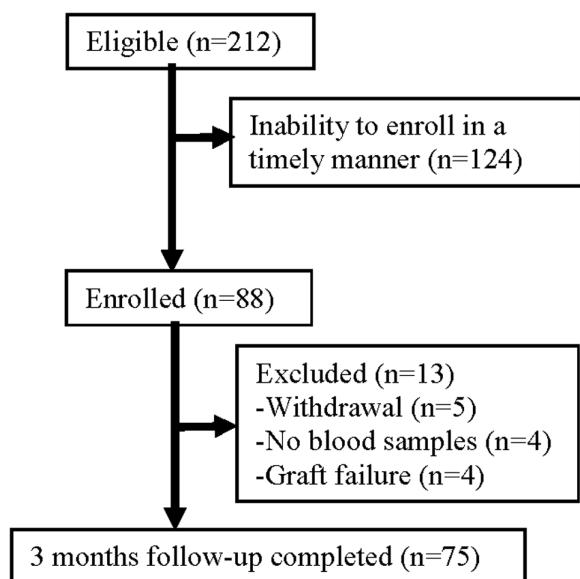 Eligible (n=212)
Inability to enroll in a
timely manner (n=124)
Enrolled (n=88)
Excluded (n=13)
-Withdrawal (n=5)
-No blood samples (n=4)
-Graft failure (n=4)
3 months follow-up completed (n=75)